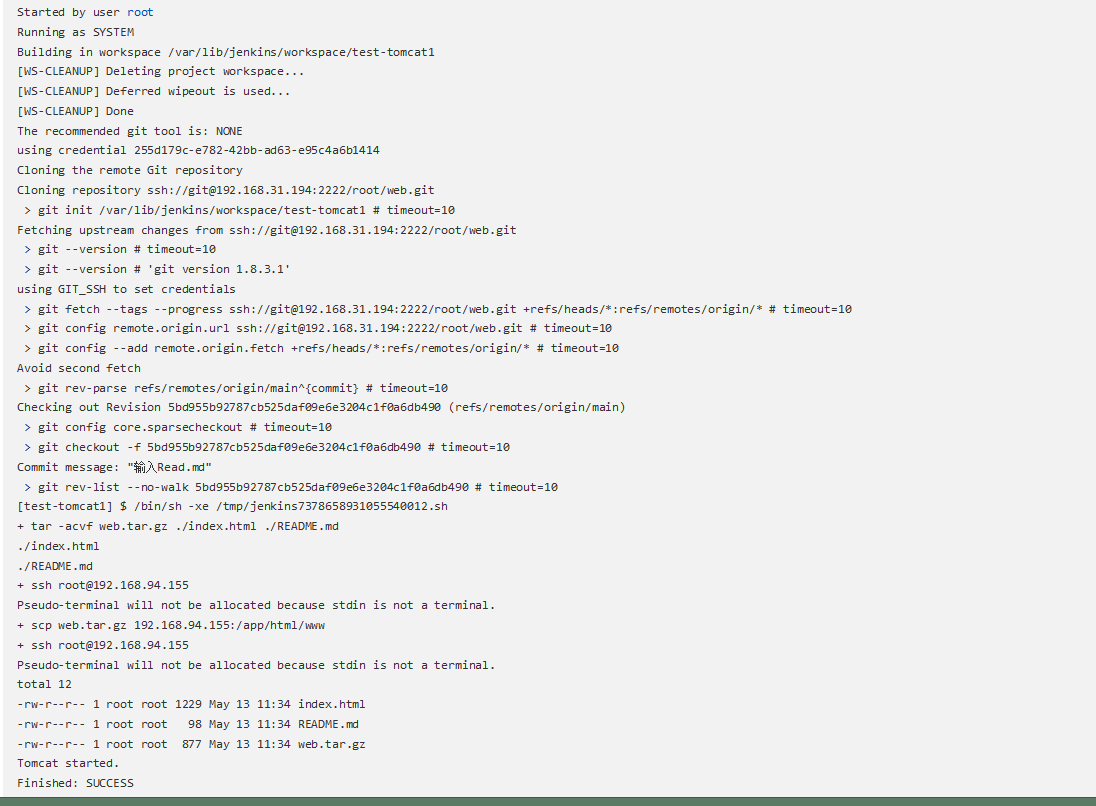 Started by user root
Running as SYSTEM
Building in workspace /var/lib/jenkins/workspace/test-tomcat1
[WS-CLEANUP] Deleting project workspace...
[WS-CLEANUP] Deferred wipeout is used...
[WS-CLEANUP] Done
The recommended git tool is: NONE
using credential 255d179c-e782-42bb-ad63-e95c4a6b1414
Cloning the remote Git repository
Cloning repository ssh://git@192.168.31.194:2222/root/web.git
 > git init /var/lib/jenkins/workspace/test-tomcat1 # timeout=10
Fetching upstream changes from ssh://git@192.168.31.194:2222/root/web.git
 > git --version # timeout=10
 > git --version # 'git version 1.8.3.1'
using GIT_SSH to set credentials
 > git fetch --tags --progress ssh://git@192.168.31.194:2222/root/web.git +refs/heads/*:refs/remotes/origin/* # timeout=10
 > git config remote.origin.url ssh://git@192.168.31.194:2222/root/web.git # timeout=10
 > git config --add remote.origin.fetch +refs/heads/*:refs/remotes/origin/* # timeout=10
Avoid second fetch
 > git rev-parse refs/remotes/origin/main^{commit} # timeout=10
Checking out Revision 5bd955b92787cb525daf09e6e3204c1f0a6db490 (refs/remotes/origin/main)
 > git config core.sparsecheckout # timeout=10
 > git checkout -f 5bd955b92787cb525daf09e6e3204c1f0a6db490 # timeout=10
Commit message: "输入Read.md"
 > git rev-list --no-walk 5bd955b92787cb525daf09e6e3204c1f0a6db490 # timeout=10
[test-tomcat1] $ /bin/sh -xe /tmp/jenkins7378658931055540012.sh
+ tar -acvf web.tar.gz ./index.html ./README.md
./index.html
./README.md
+ ssh root@192.168.94.155
Pseudo-terminal will not be allocated because stdin is not a terminal.
+ scp web.tar.gz 192.168.94.155:/app/html/www
+ ssh root@192.168.94.155
Pseudo-terminal will not be allocated because stdin is not a terminal.
total 12
-rw-r--r-- 1 root root 1229 May 13 11:34 index.html
-rw-r--r-- 1 root root   98 May 13 11:34 README.md
-rw-r--r-- 1 root root  877 May 13 11:34 web.tar.gz
Tomcat started.
Finished: SUCCESS